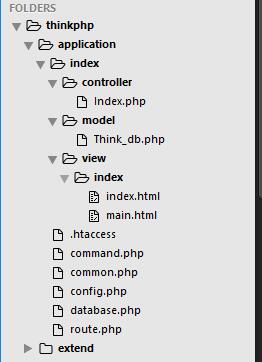 FOLDERS
thinkphp
application
index
controller
Index.php
model
Think_db.php
view
index
index.html
main.html
.htaccess
command.php
common.php
config.php
database.php
route.php
extend